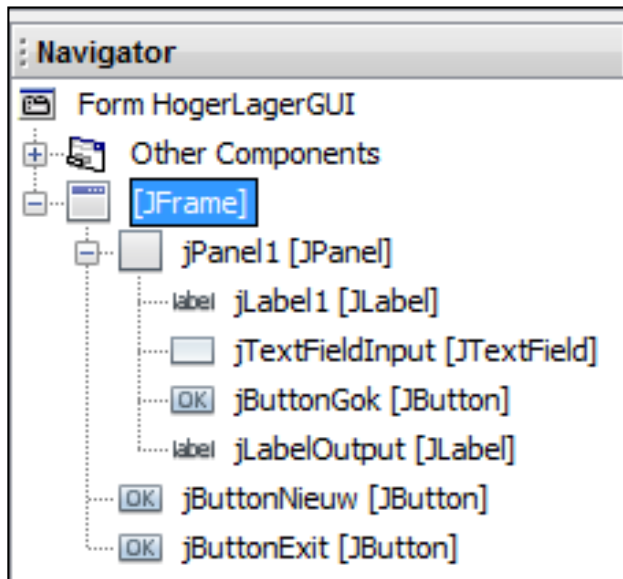 Navigator
Form HogerLagerGUI
Other Components
[JFrame]
jPanel1 [JPanel]
label jLabel1 [JLabel]
jTextFieldInput [JTextField]
OK jButtonGok [JButton]
label jLabelOutput [JLabel]
OK jButtonNieuw [JButton]
OK jButtonExit [JButton]